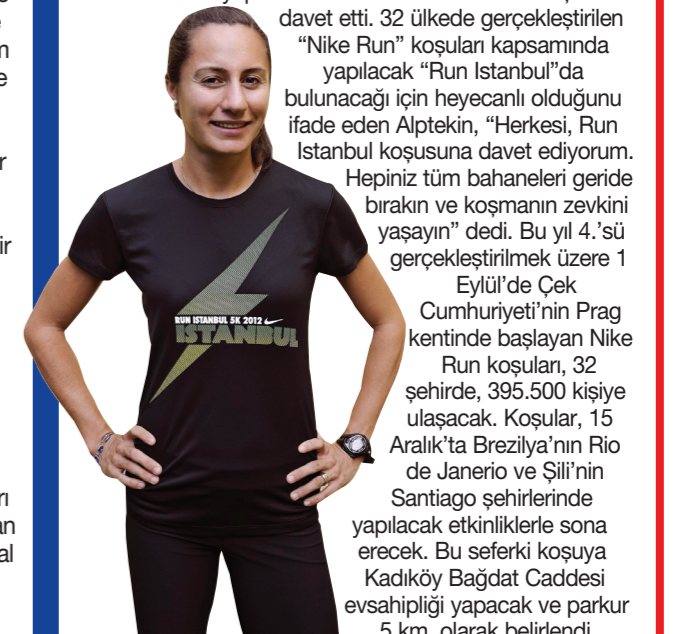 davet etti. 32 ülkede gerçekleştirilen
“Nike Run” koşuları kapsamında
yapılacak “Run Istanbul”da
bulunacağı için heyecanlı olduğunu
ifade eden Alptekin, “Herkesi, Run
Istanbul koşusuna davet ediyorum.
Hepiniz tüm bahaneleri geride
bırakın ve koşmanın zevkini
yaşayın” dedi. Bu yıl 4.’sü
gerçekleştirilmek üzere 1
Eylül’de Çek
Cumhuriyeti’nin Prag
kentinde başlayan Nike
Run koşuları, 32
şehirde, 395.500 kişiye
ulaşacak. Koşular, 15
Aralık’ta Brezilya’nın Rio
de Janerio ve Şili’nin
Santiago şehirlerinde
yapılacak etkinliklerle sona
erecek. Bu seferki koşuya
Kadıköy Bağdat Caddesi
evsahipliği yapacak ve parkur
5 km. olarak belirlendi.
RUN ISTANBUL 5K 2012
ISTANBUL